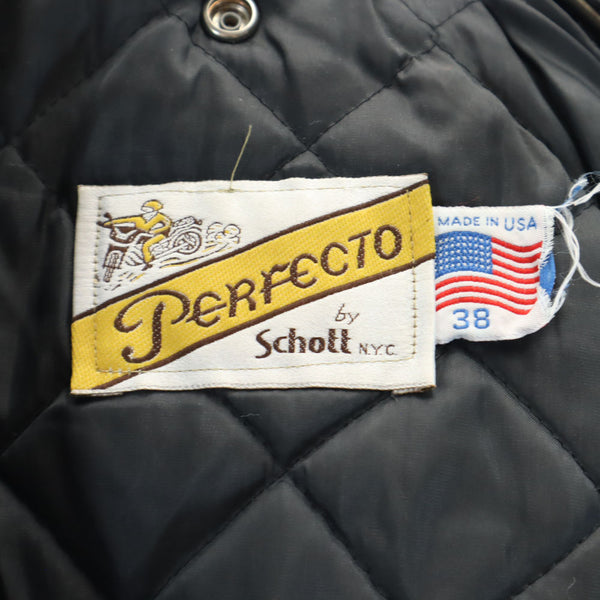 PERFECTO
by
Schott N.Y.C.
MADE IN USA
38